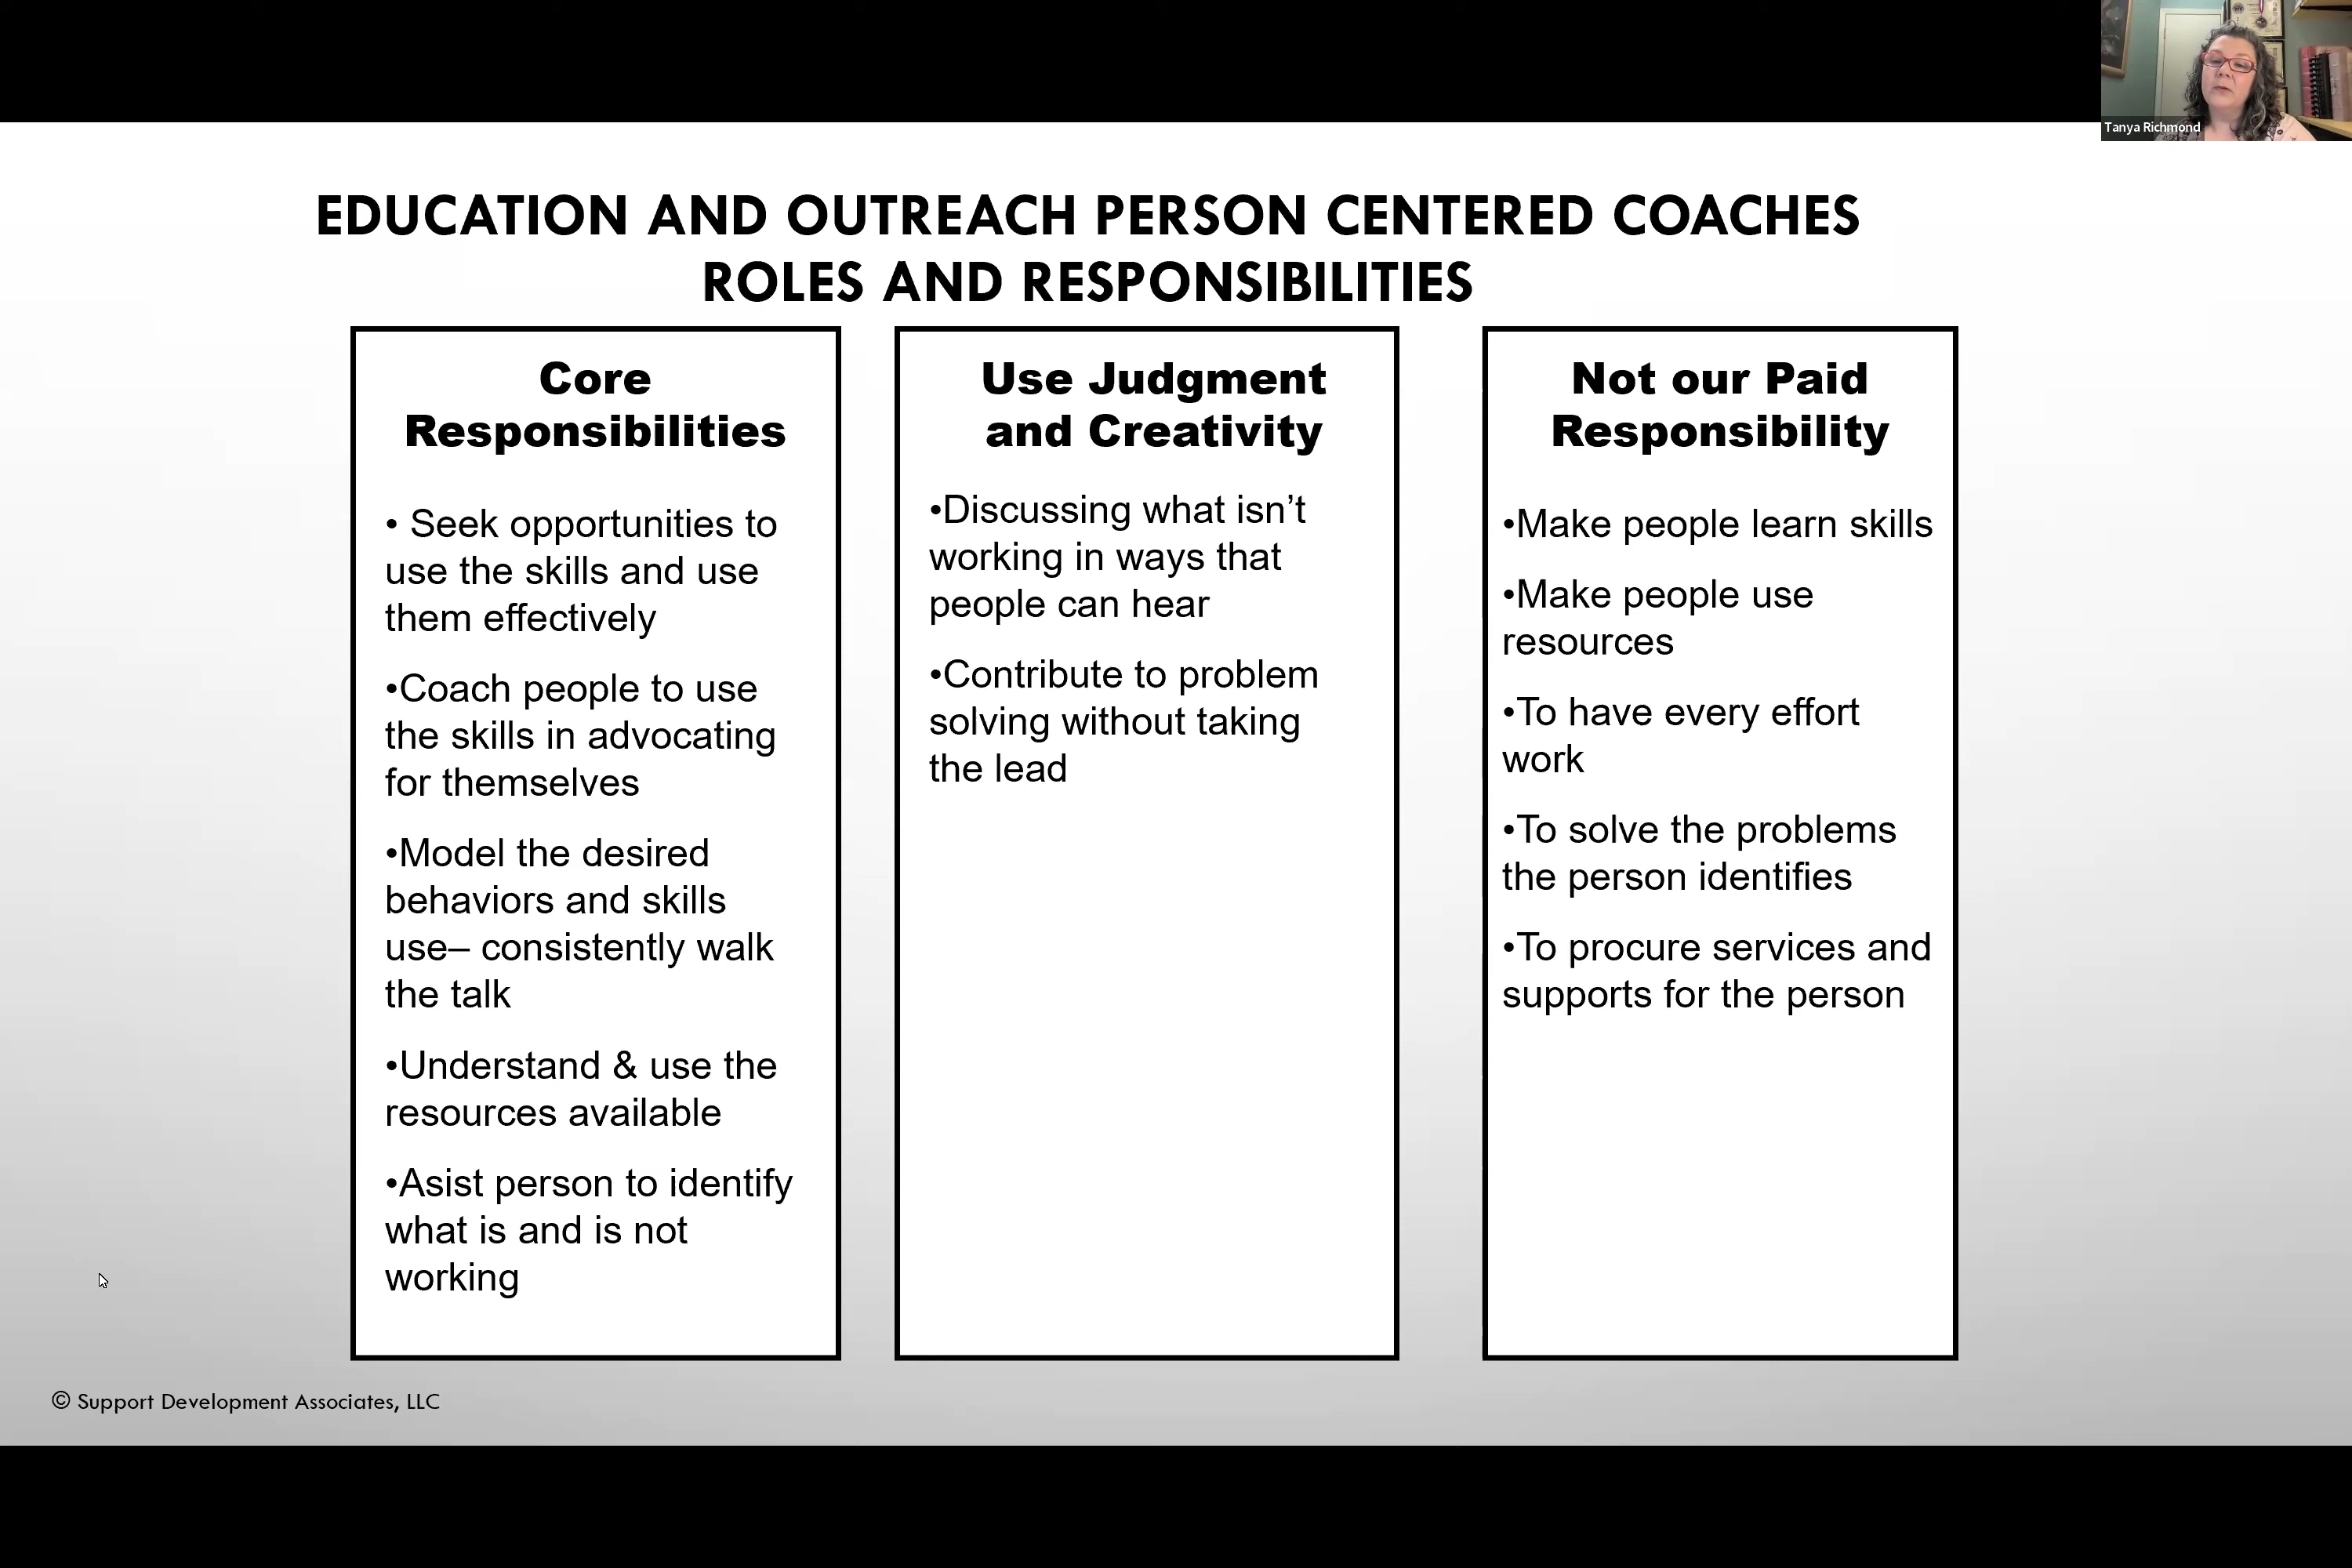 Tanya Richmond
EDUCATION AND OUTREACH PERSON CENTERED COACHES
ROLES AND RESPONSIBILITIES
Core
Responsibilities
• Seek opportunities to
use the skills and use
them effectively
•Coach people to use
the skills in advocating
for themselves
•Model the desired
behaviors and skills
use– consistently walk
the talk
•Understand & use the
resources available
•Asist person to identify
what is and is not
working
Use Judgment
and Creativity
•Discussing what isn’t
working in ways that
people can hear
•Contribute to problem
solving without taking
the lead
Not our Paid
Responsibility
•Make people learn skills
•Make people use
resources
•To have every effort
work
•To solve the problems
the person identifies
•To procure services and
supports for the person
© Support Development Associates, LLC